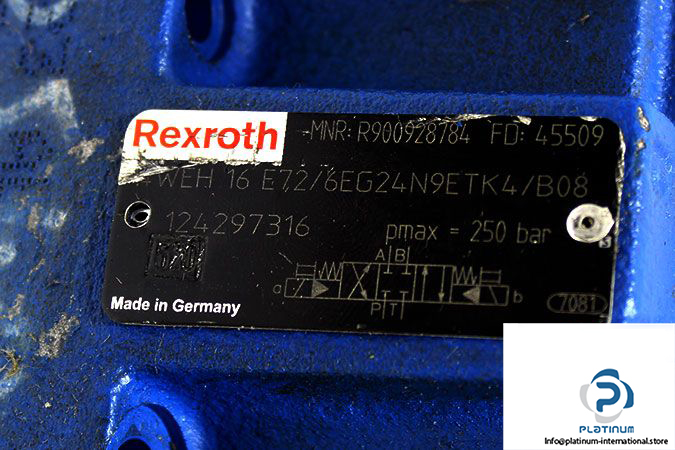 Rexroth
MNR: R900928784 FD: 45509
4WEH 16 E72/6EG24N9ETK4/B08
124297316 pmax = 250 bar
A B
a b
P T
7081
Made in Germany
PLATINUM
Info@platinum-international.store